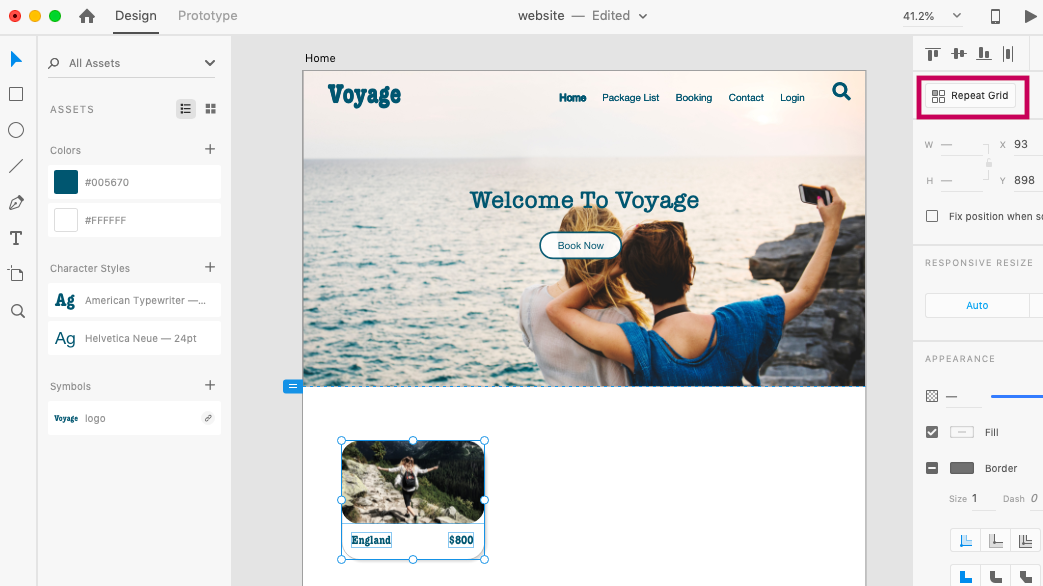 Design
Prototype
website — Edited
41.2%
All Assets
ASSETS
Colors
#005670
#FFFFFF
Character Styles
Ag American Typewriter —...
Ag Helvetica Neue — 24pt
Symbols
Voyage logo
Home
Voyage
Home Package List Booking Contact Login
Welcome To Voyage
Book Now
England $800
Repeat Grid
W — X 93
H — Y 898
Fix position when
RESPONSIVE RESIZE
Auto
APPEARANCE
—
Fill
Border
Size 1 Dash 0